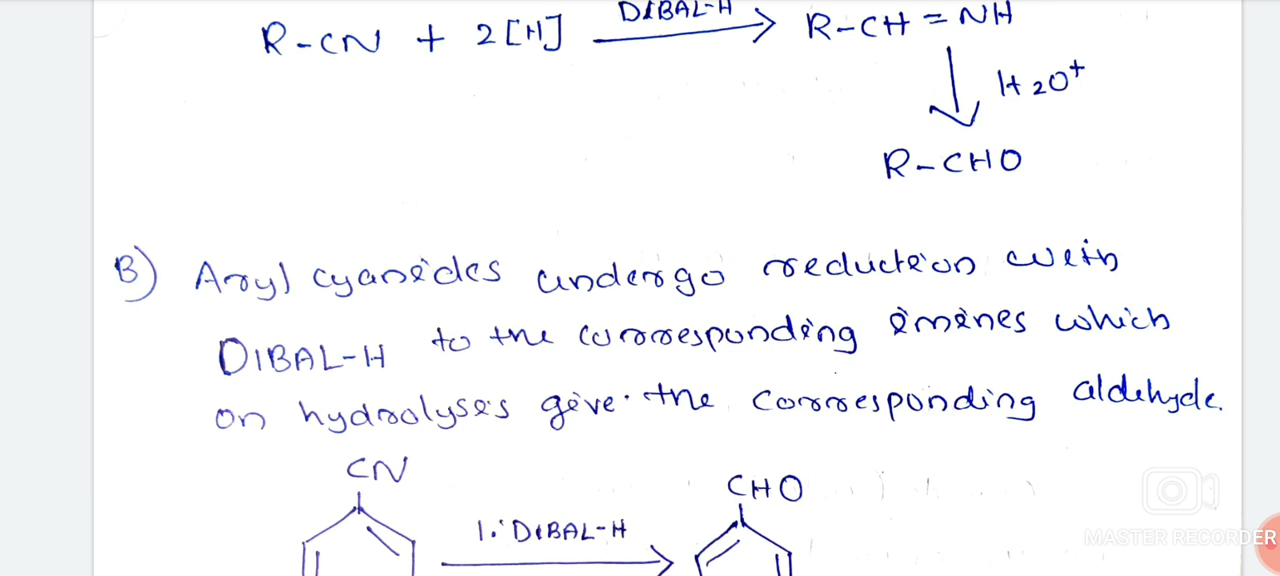 R-CN + 2[H] DIBAL-H R-CH = NH
H2O+
R-CHO
B) Aryl cyanides undergo reduction with
DIBAL-H to the corresponding imines which
on hydrolyses give the corresponding aldehyde.
CN
CHO
1. DIBAL-H
MASTER RECORDER